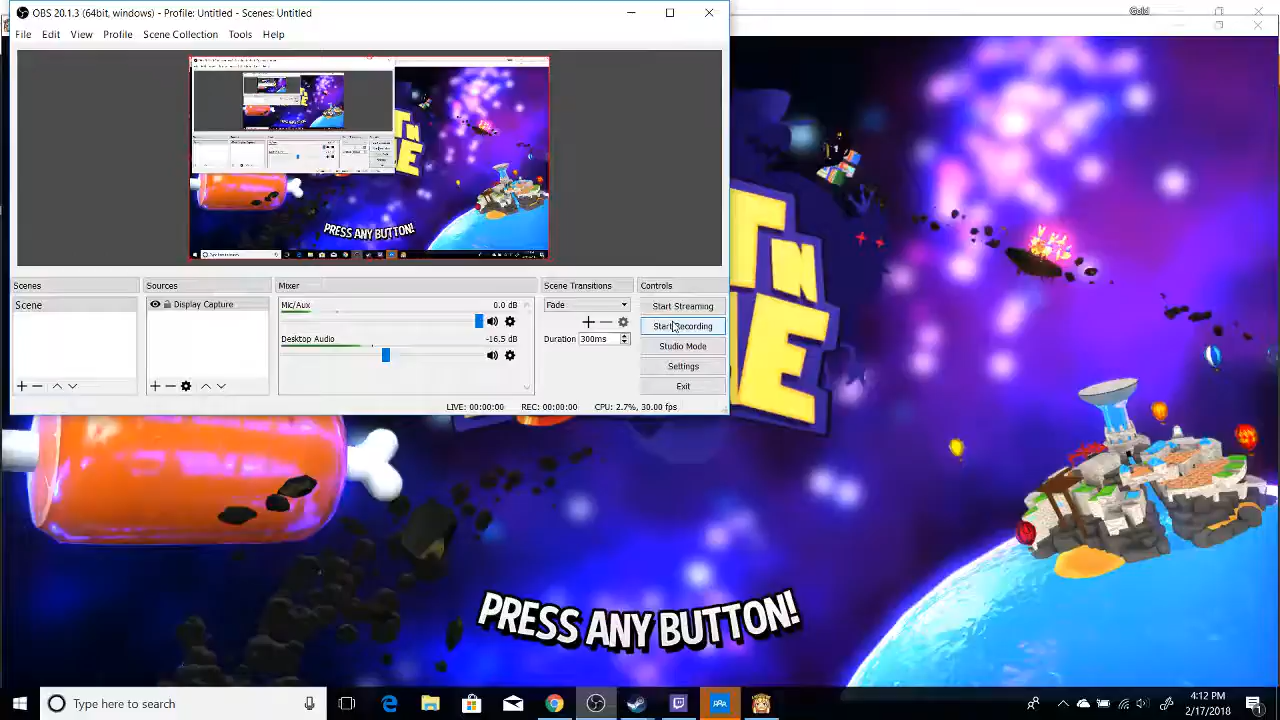 OBS 20.1.3 (64bit, windows) - Profile: Untitled - Scenes: Untitled
Gold
File Edit View Profile Scene Collection Tools Help
PRESS ANY BUTTON!
Scenes Sources Mixer Scene Transitions Controls
Scene Display Capture Mic/Aux 0.0 dB Fade Start Streaming
Start Recording
Desktop Audio -16.5 dB Duration 300ms Studio Mode
Settings
Exit
LIVE: 00:00:00 REC: 00:00:00 CPU: 2.7%, 30.00 fps
PRESS ANY BUTTON!
Type here to search
4:12 PM
2/17/2018